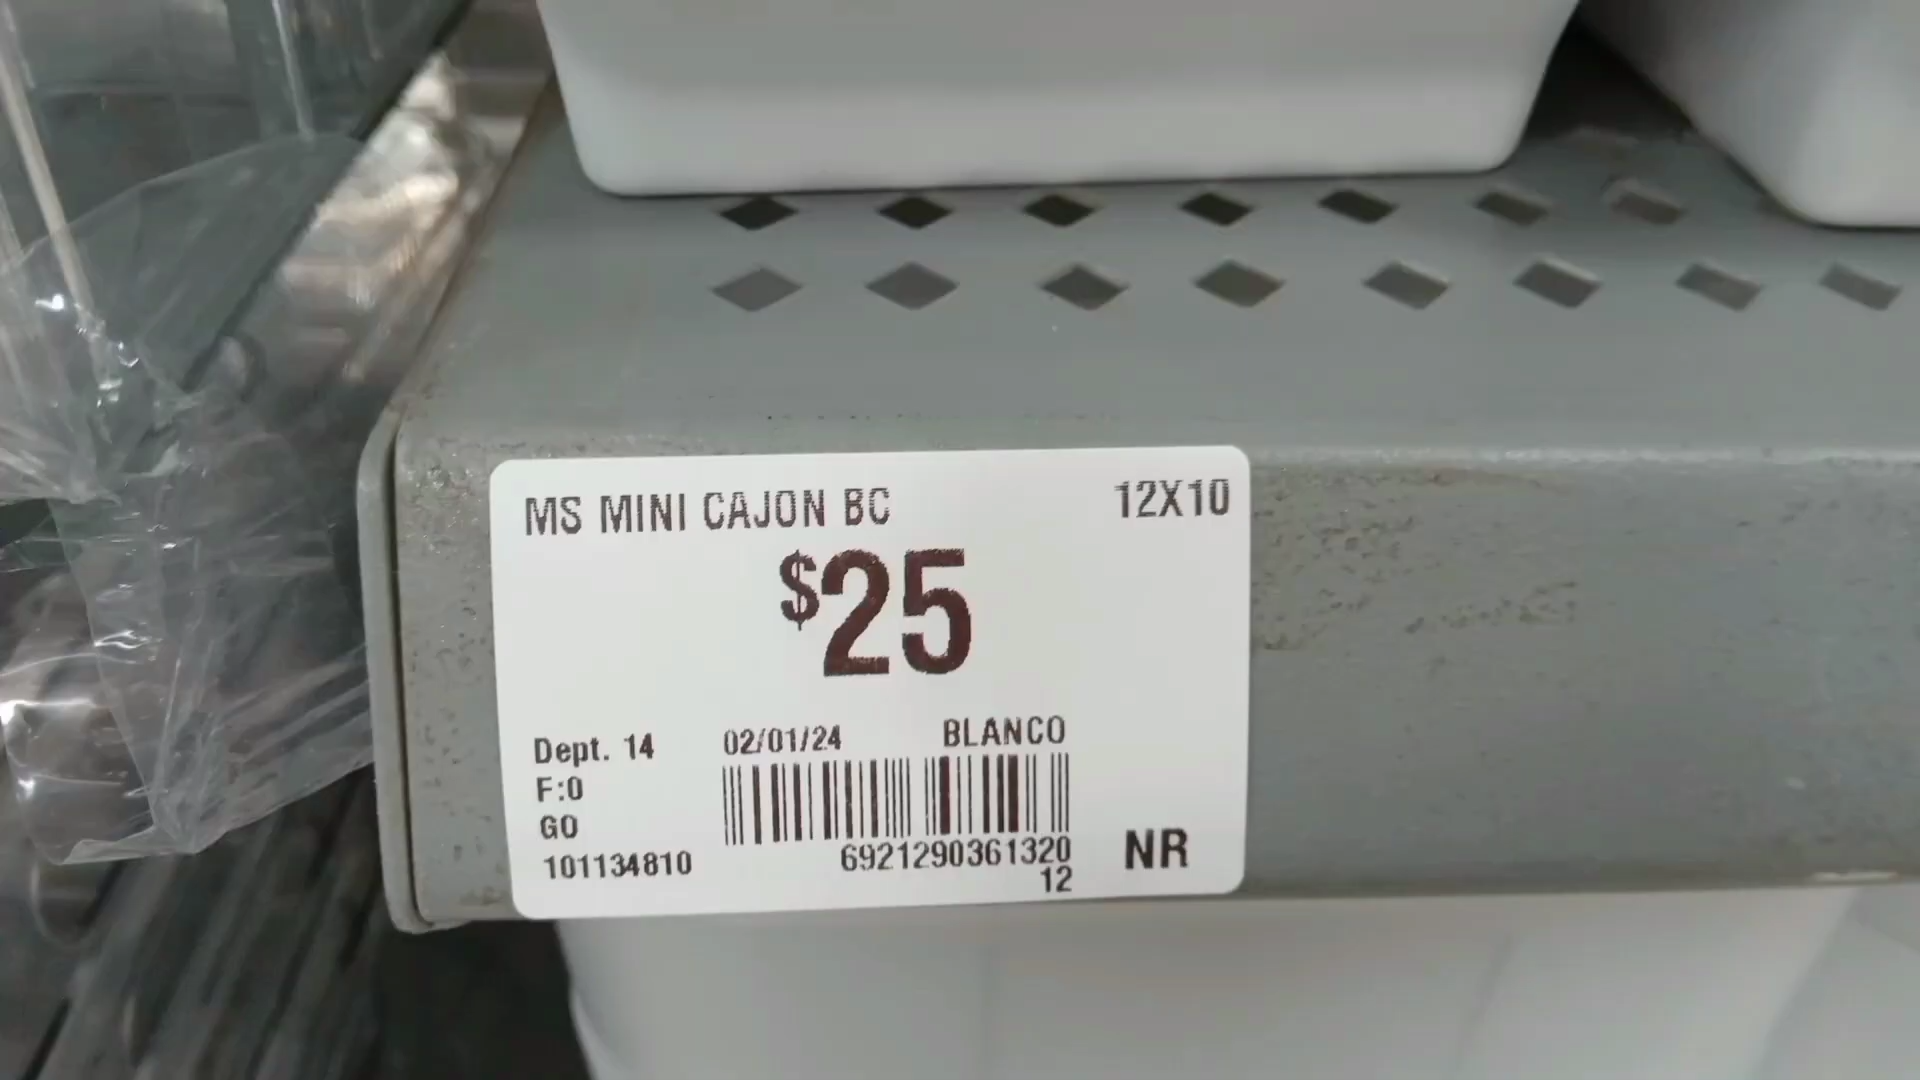 MS MINI CAJON BC 12X10
$25
Dept. 14 02/01/24 BLANCO
F:0
GO
101134810 6921290361320 NR
12